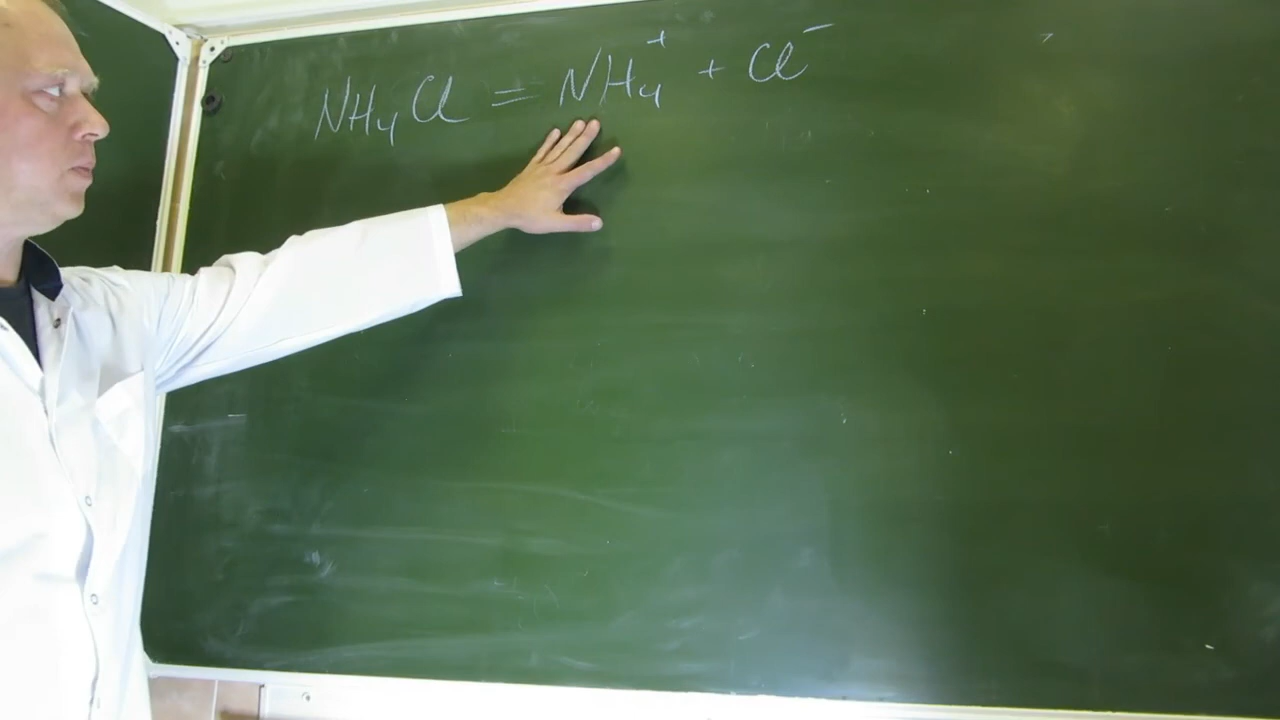 NH₄Cl = NH₄⁺ + Cl⁻